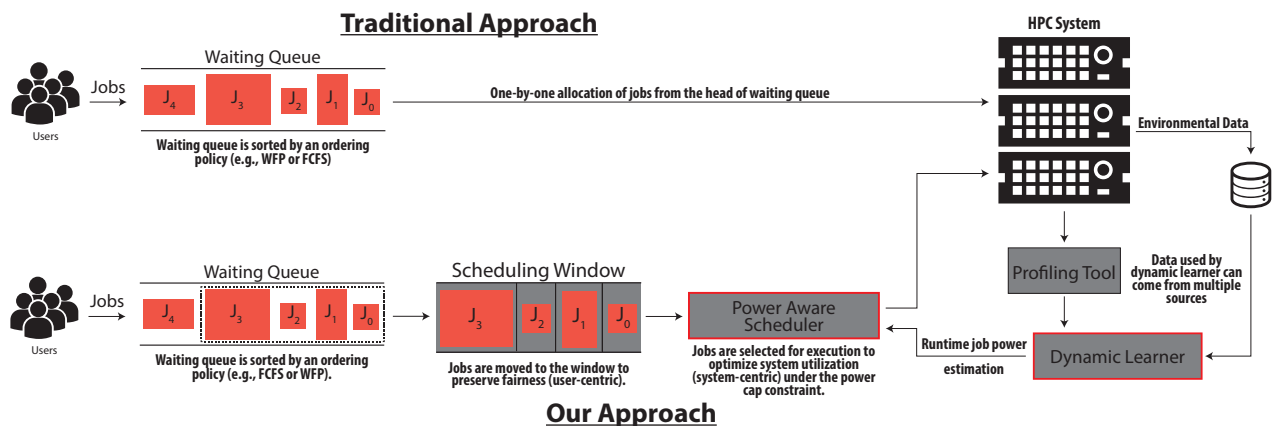 Traditional Approach
HPC System
Waiting Queue
Jobs
J4
J3
J2
J1
J0
Users
One-by-one allocation of jobs from the head of waiting queue
Waiting queue is sorted by an ordering
policy (e.g., WFP or FCFS)
Environmental Data
Waiting Queue
Jobs
J4
J3
J2
J1
J0
Users
Waiting queue is sorted by an ordering
policy (e.g., FCFS or WFP).
Scheduling Window
J3
J2
J1
J0
Jobs are moved to the window to
preserve fairness (user-centric).
Power Aware
Scheduler
Jobs are selected for execution to
optimize system utilization
(system-centric) under the power
cap constraint.
Profiling Tool
Data used by
dynamic learner can
come from multiple
sources
Runtime job power
estimation
Dynamic Learner
Our Approach